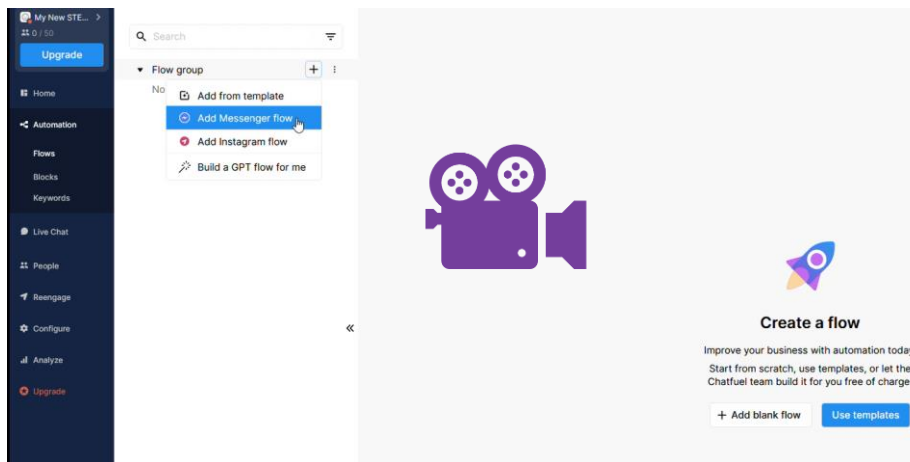 My New STE...
0 / 50
Upgrade
Home
Automation
Flows
Blocks
Keywords
Live Chat
People
Reengage
Configure
Analyze
Upgrade
Search
Flow group
No
Add from template
Add Messenger flow
Add Instagram flow
Build a GPT flow for me
Create a flow
Improve your business with automation today
Start from scratch, use templates, or let the
Chatfuel team build it for you free of charge
+ Add blank flow
Use templates